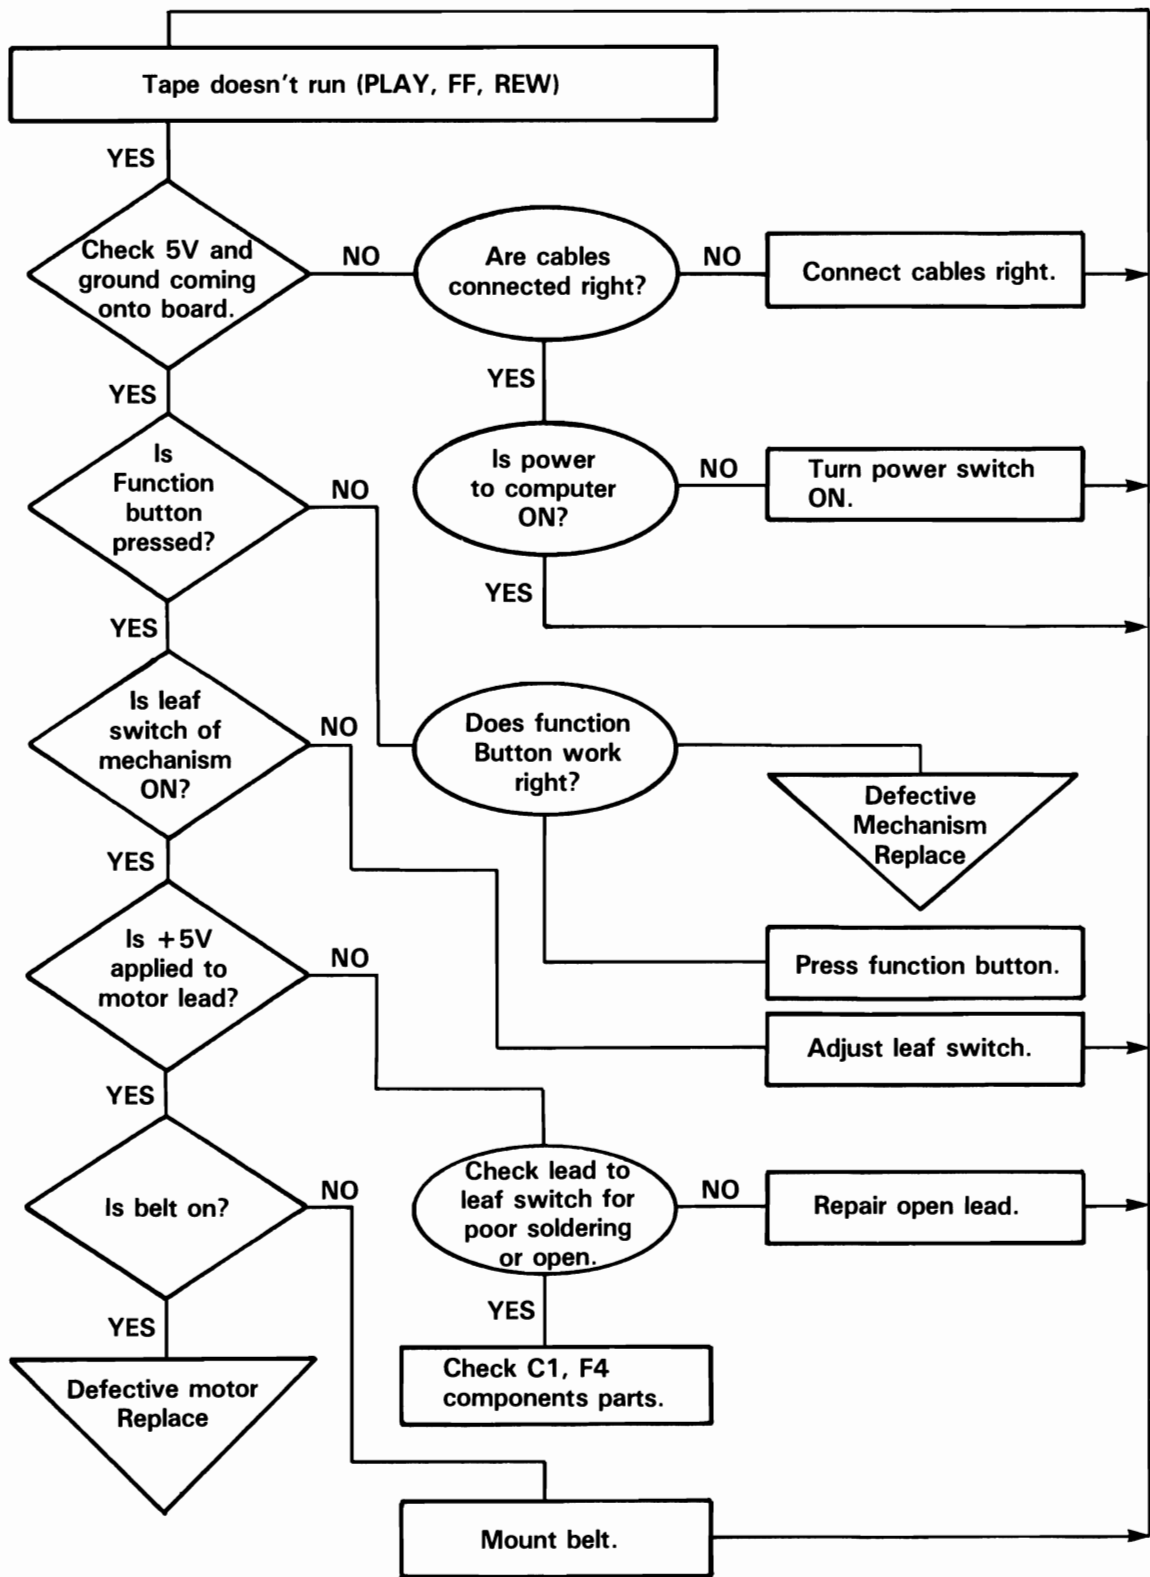 Tape doesn't run (PLAY, FF, REW)
YES
Check 5V and
ground coming
onto board.
NO
Are cables
connected right?
NO
Connect cables right.
YES
YES
Is
Function
button
pressed?
NO
Is power
to computer
ON?
NO
Turn power switch
ON.
YES
YES
Is leaf
switch of
mechanism
ON?
NO
Does function
Button work
right?
Defective
Mechanism
Replace
YES
Press function button.
Is +5V
applied to
motor lead?
NO
Adjust leaf switch.
YES
Check lead to
leaf switch for
poor soldering
or open.
NO
Repair open lead.
Is belt on?
NO
YES
YES
Check C1, F4
components parts.
Defective motor
Replace
Mount belt.